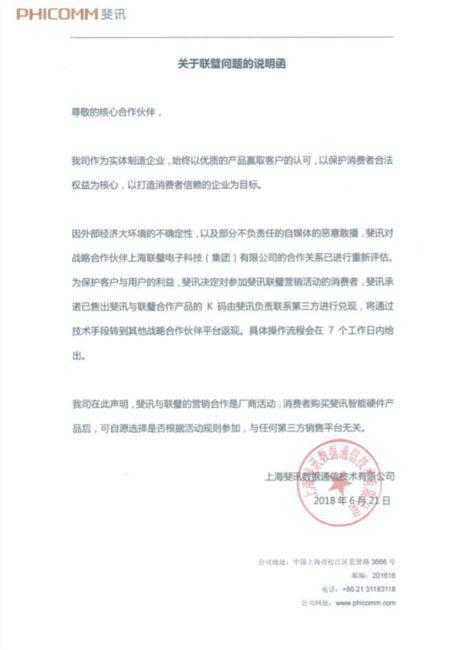 PHICOMM 斐讯
关于联璧问题的说明函
尊敬的核心合作伙伴，
我司作为实体制造企业，始终以优质的产品赢取客户的认可，以保护消费者合法
权益为核心，以打造消费者信赖的企业为目标。
因外部经济大环境的不确定性，以及部分不负责任的自媒体的恶意散播，斐讯对
战略合作伙伴上海联璧电子科技（集团）有限公司的合作关系已进行重新评估。
为保护客户与用户的利益，斐讯决定对参加斐讯联璧营销活动的消费者，斐讯承
诺已售出斐讯与联璧合作产品的 K 码由斐讯负责联系第三方进行兑现，将通过
技术手段转到其他战略合作伙伴平台返现。具体操作流程会在 7 个工作日内给
出。
我司在此声明，斐讯与联璧的营销合作是厂商活动，消费者购买斐讯智能硬件产
品后，可自愿选择是否根据活动规则参加，与任何第三方销售平台无关。
上海斐讯数据通信技术有限公司
2018 年 6 月 21 日
上海斐讯数据通信技术有限公司
公司地址：中国上海市松江区思贤路 3666 号
邮编：201616
电话：+86 21 31183118
公司网址：www.phicomm.com